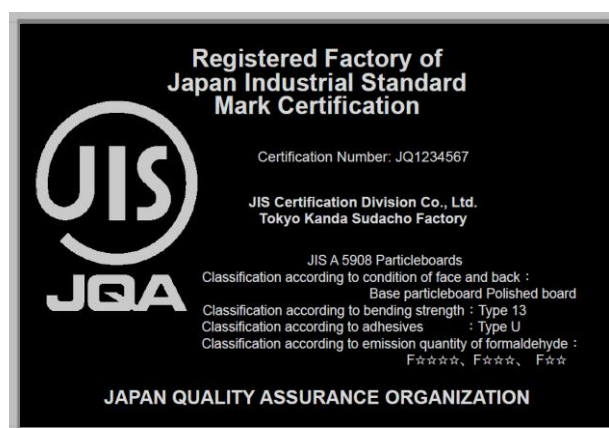 Registered Factory of
Japan Industrial Standard
Mark Certification
JIS
JQA
Certification Number: JQ1234567
JIS Certification Division Co., Ltd.
Tokyo Kanda Sudacho Factory
JIS A 5908 Particleboards
Classification according to condition of face and back：
Base particleboard Polished board
Classification according to bending strength：Type 13
Classification according to adhesives ：Type U
Classification according to emission quantity of formaldehyde：
F☆☆☆☆、F☆☆☆、 F☆☆
JAPAN QUALITY ASSURANCE ORGANIZATION